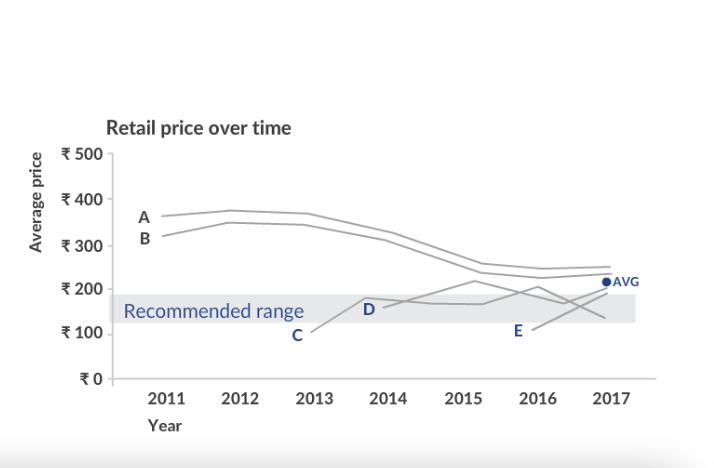 Retail price over time
Average price
₹ 500
₹ 400
₹ 300
₹ 200
₹ 100
₹ 0
A
B
AVG
Recommended range
D
C
E
2011 2012 2013 2014 2015 2016 2017
Year